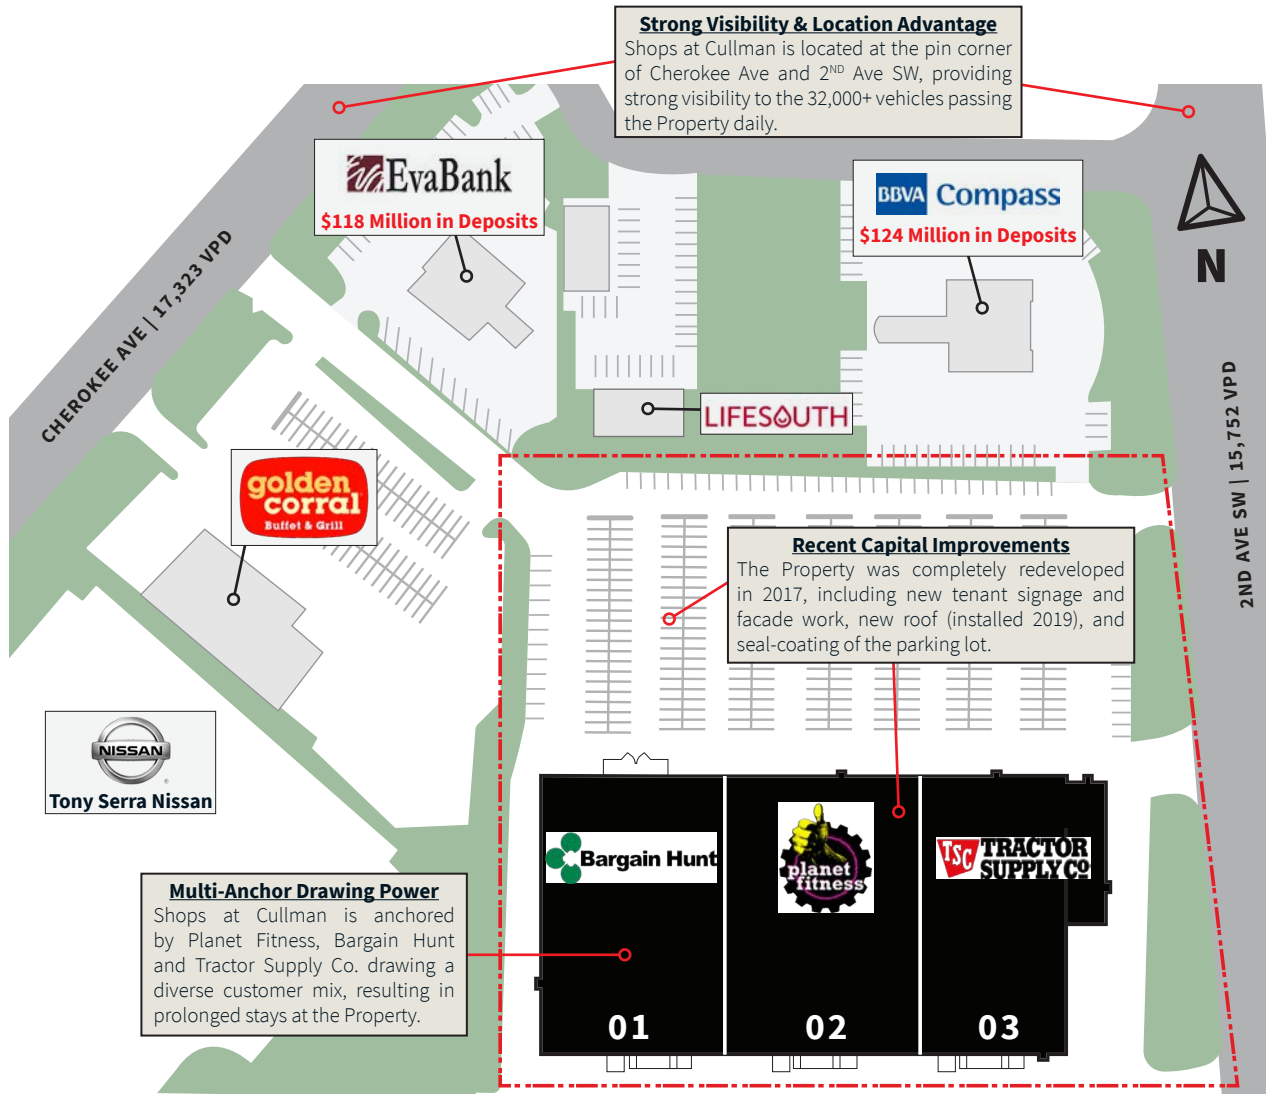 Strong Visibility & Location Advantage
Shops at Cullman is located at the pin corner
of Cherokee Ave and 2ND Ave SW, providing
strong visibility to the 32,000+ vehicles passing
the Property daily.
EvaBank
$118 Million in Deposits
BBVA Compass
$124 Million in Deposits
N
CHEROKEE AVE | 17,323 VPD
2ND AVE SW | 15,752 VPD
LIFESOUTH
golden
corral
Buffet & Grill
Recent Capital Improvements
The Property was completely redeveloped
in 2017, including new tenant signage and
facade work, new roof (installed 2019), and
seal-coating of the parking lot.
NISSAN
Tony Serra Nissan
Bargain Hunt
planet
fitness
TSC TRACTOR
SUPPLY CO
Multi-Anchor Drawing Power
Shops at Cullman is anchored
by Planet Fitness, Bargain Hunt
and Tractor Supply Co. drawing a
diverse customer mix, resulting in
prolonged stays at the Property.
01
02
03